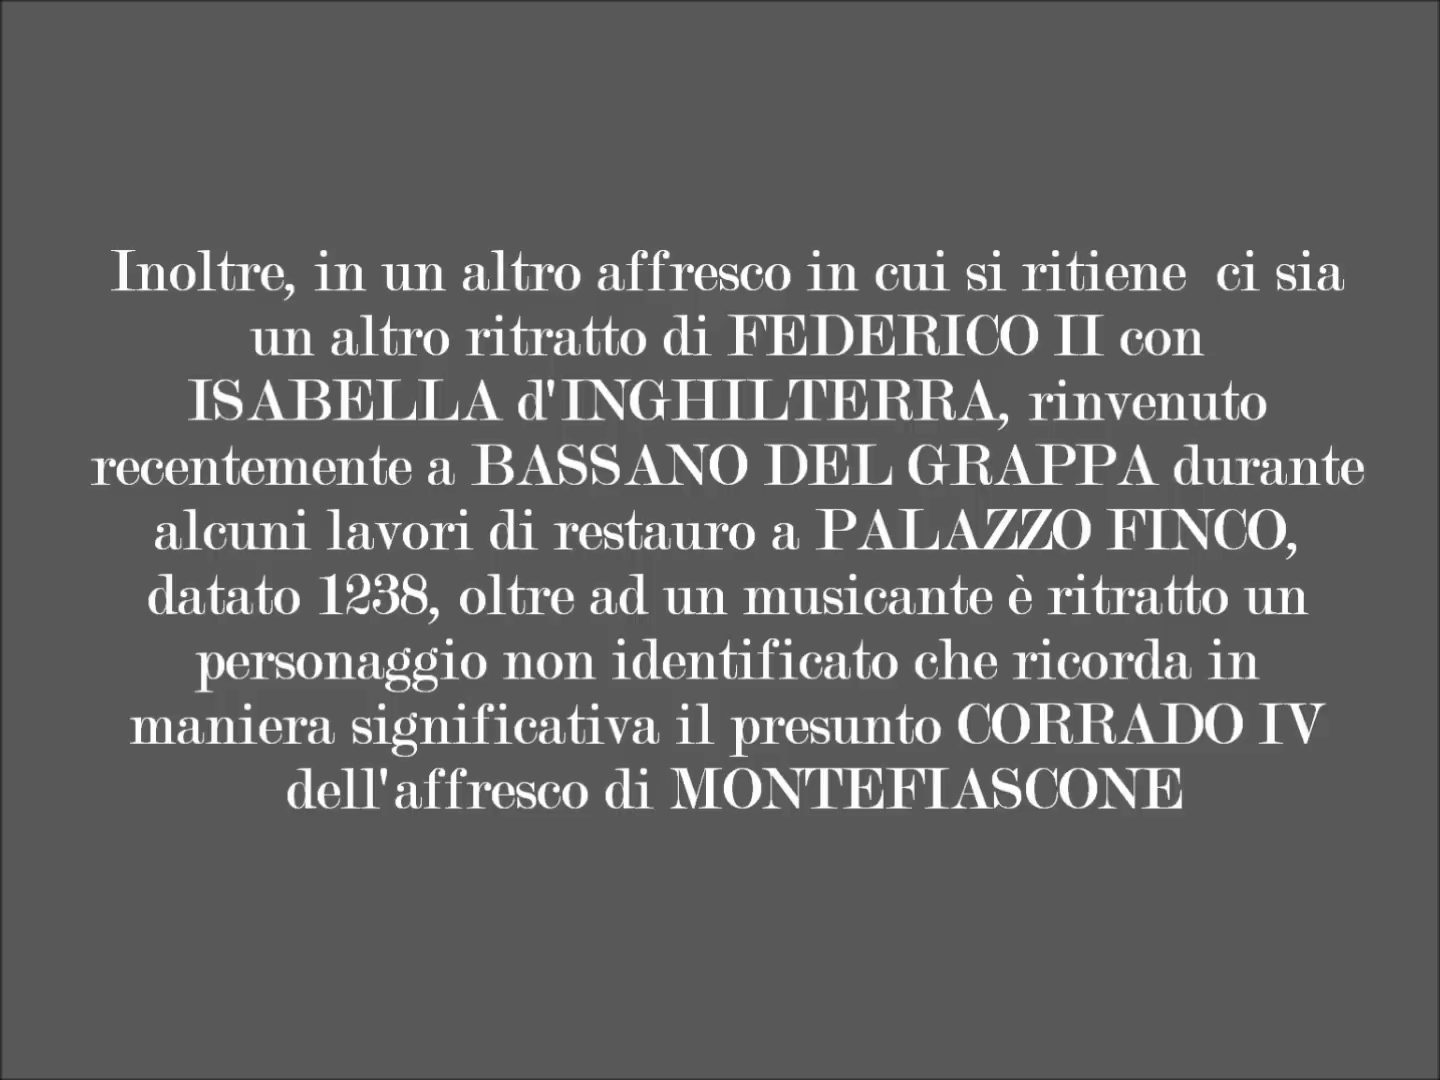 Inoltre, in un altro affresco in cui si ritiene  ci sia
un altro ritratto di FEDERICO II con
ISABELLA d'INGHILTERRA, rinvenuto
recentemente a BASSANO DEL GRAPPA durante
alcuni lavori di restauro a PALAZZO FINCO,
datato 1238, oltre ad un musicante è ritratto un
personaggio non identificato che ricorda in
maniera significativa il presunto CORRADO IV
dell'affresco di MONTEFIASCONE